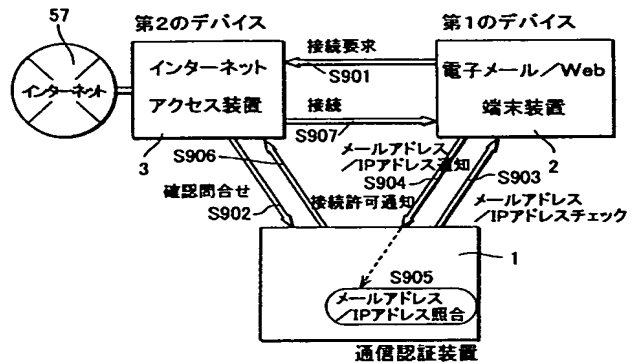 57
インターネット
第2のデバイス
インターネット
アクセス装置
3
接続要求
S901
接続
S907
第1のデバイス
電子メール／Web
端末装置
2
S906
確認問合せ
S902
メールアドレス
／IPアドレス通知
S904
接続許可通知
S903
メールアドレス
／IPアドレスチェック
1
S905
メールアドレス
／IPアドレス照合
通信認証装置